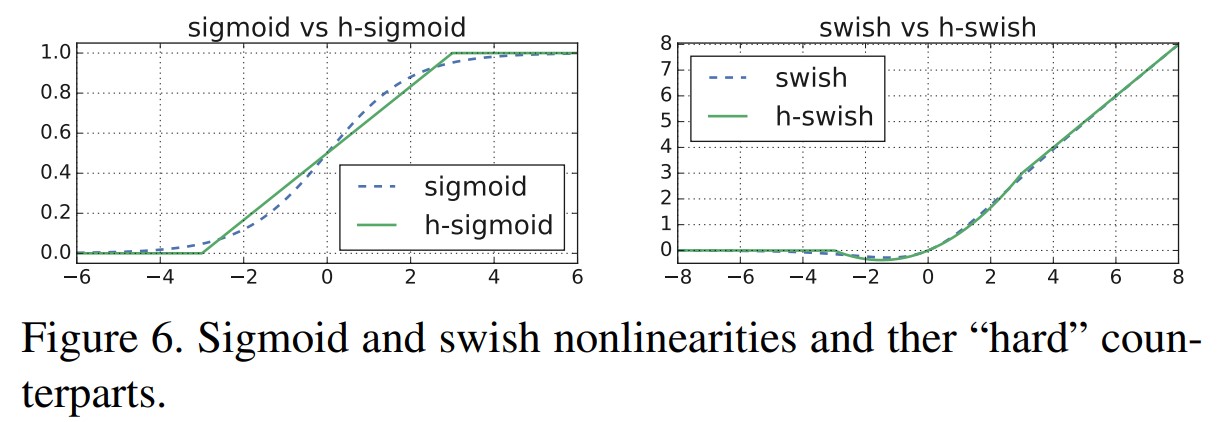 sigmoid vs h-sigmoid
1.0
0.8
0.6
0.4
0.2
0.0
sigmoid
h-sigmoid
−6 −4 −2 0 2 4 6
swish vs h-swish
8
7
6
5
4
3
2
1
0
swish
h-swish
−8 −6 −4 −2 0 2 4 6 8
Figure 6. Sigmoid and swish nonlinearities and ther “hard” coun-
terparts.